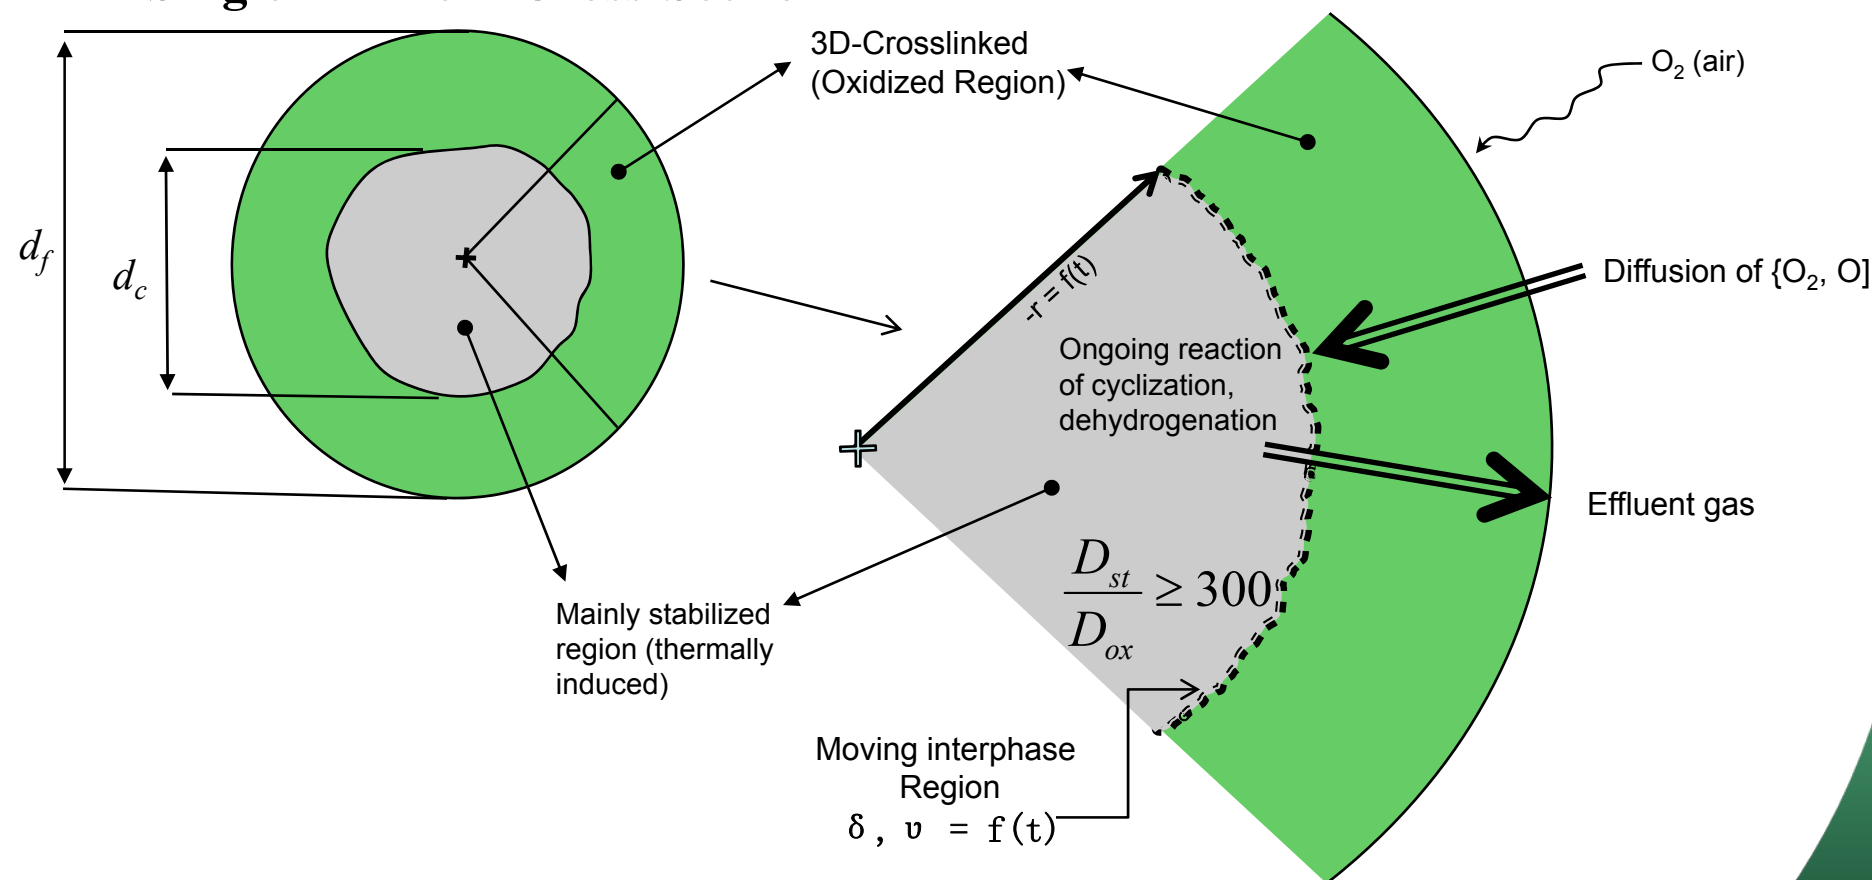 3D-Crosslinked
(Oxidized Region)
O₂ (air)
d_f
d_c
-r = f(t)
Diffusion of {O₂, O]
Ongoing reaction
of cyclization,
dehydrogenation
Effluent gas
D_st
D_ox
≥ 300
Mainly stabilized
region (thermally
induced)
Moving interphase
Region
δ, υ = f(t)